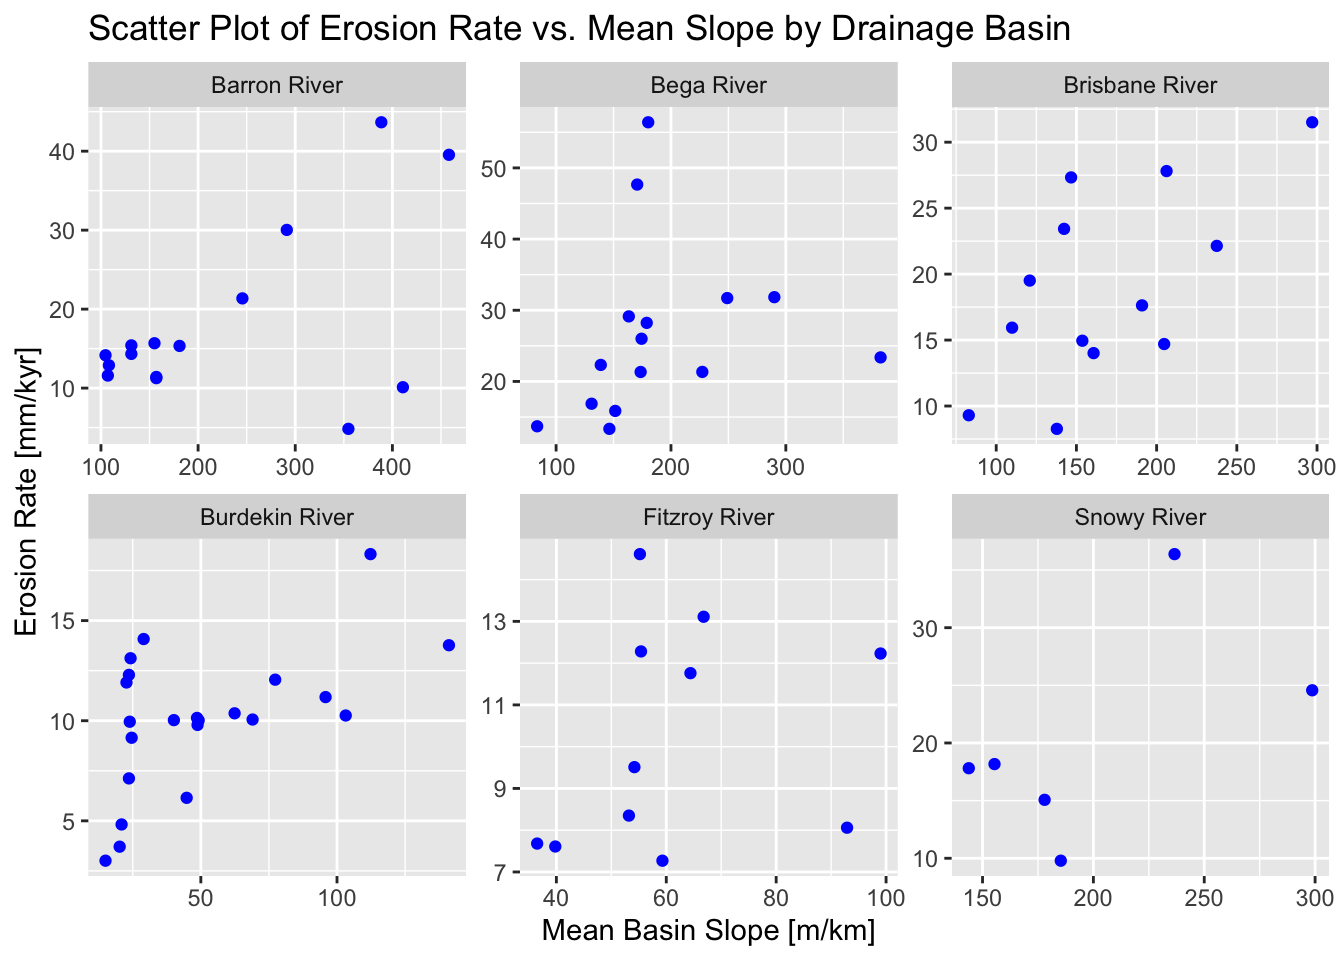 Scatter Plot of Erosion Rate vs. Mean Slope by Drainage Basin
Barron River
Bega River
Brisbane River
40
30
20
10
100 200 300 400
50
40
30
20
100 200 300
30
25
20
15
10
100 150 200 250 300
Erosion Rate [mm/kyr]
Burdekin River
Fitzroy River
Snowy River
15
10
5
50 100
13
11
9
7
40 60 80 100
30
20
10
150 200 250 300
Mean Basin Slope [m/km]